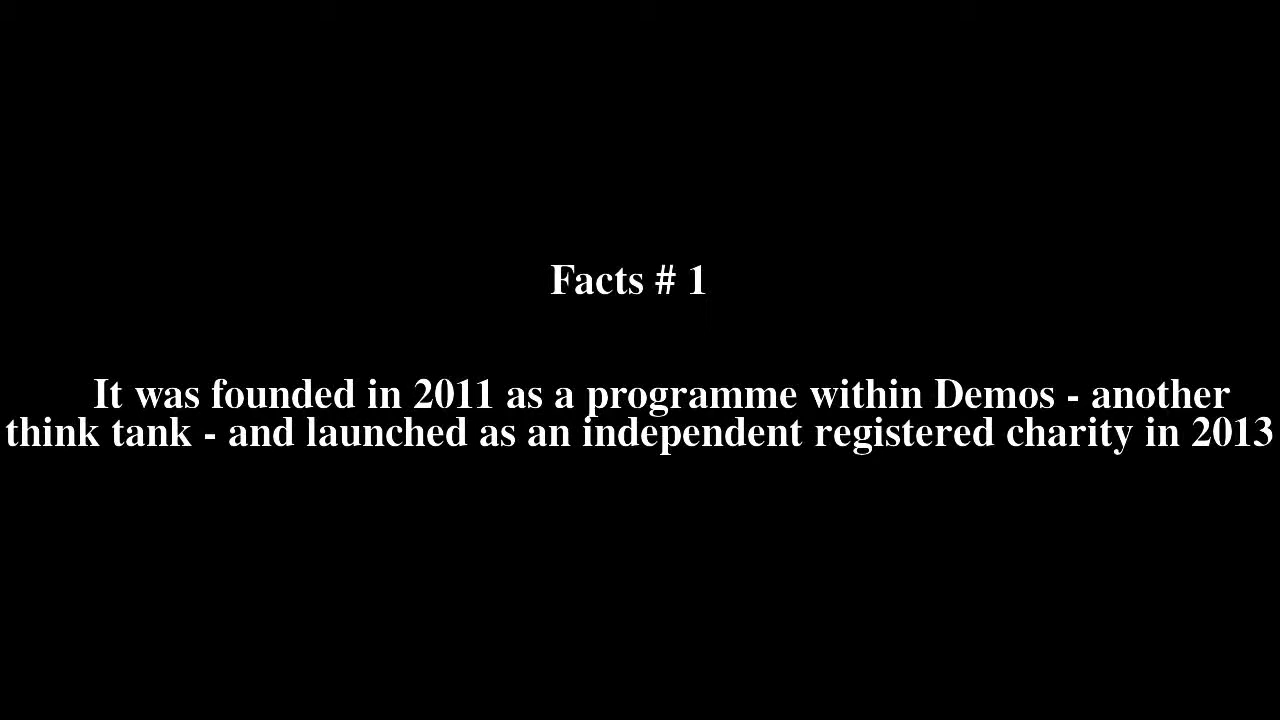 Facts # 1
It was founded in 2011 as a programme within Demos - another
think tank - and launched as an independent registered charity in 2013